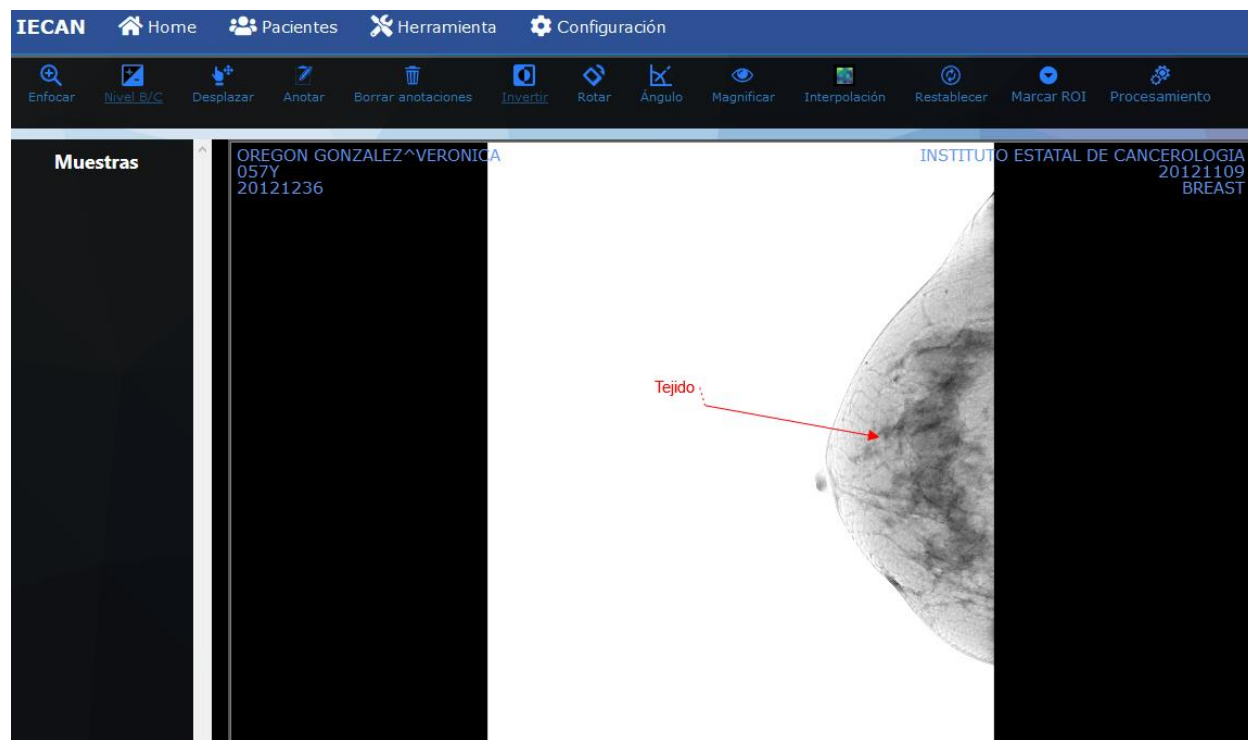 IECAN Home Pacientes Herramienta Configuración
Enfocar Nivel B/C Desplazar Anotar Borrar anotaciones Invertir Rotar Ángulo Magnificar Interpolación Restablecer Marcar ROI Procesamiento
Muestras
OREGON GONZALEZ^VERONICA
057Y
20121236
INSTITUTO ESTATAL DE CANCEROLOGIA
20121109
BREAST
Tejido